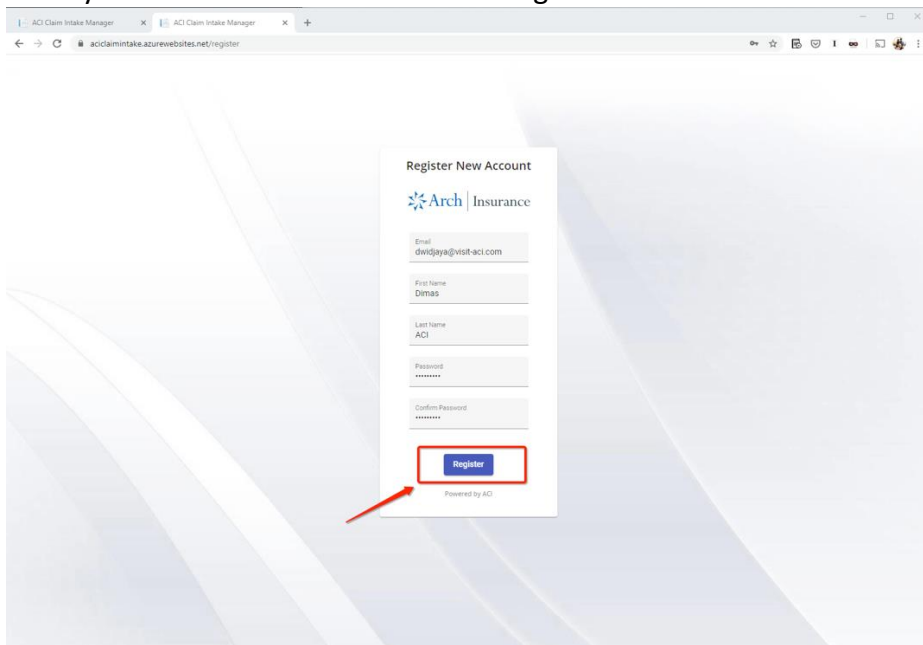 ACI Claim Intake Manager
ACI Claim Intake Manager
aciclaimintake.azurewebsites.net/register
Register New Account
Arch | Insurance
Email
dwidjaya@visit-aci.com
First Name
Dimas
Last Name
ACI
Password
•••••••••
Confirm Password
•••••••••
Register
Powered by ACI